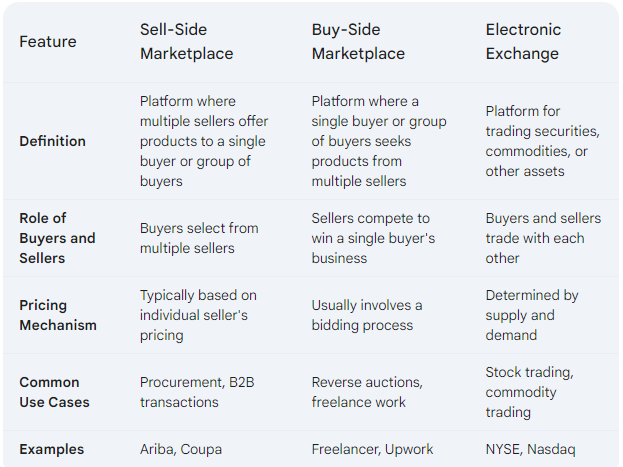 Feature
Sell-Side
Marketplace
Buy-Side
Marketplace
Electronic
Exchange
Definition
Platform where
multiple sellers offer
products to a single
buyer or group of
buyers
Platform where a
single buyer or group
of buyers seeks
products from
multiple sellers
Platform for
trading securities,
commodities, or
other assets
Role of
Buyers and
Sellers
Buyers select from
multiple sellers
Sellers compete to
win a single buyer's
business
Buyers and sellers
trade with each
other
Pricing
Mechanism
Typically based on
individual seller's
pricing
Usually involves a
bidding process
Determined by
supply and
demand
Common
Use Cases
Procurement, B2B
transactions
Reverse auctions,
freelance work
Stock trading,
commodity
trading
Examples
Ariba, Coupa
Freelancer, Upwork
NYSE, Nasdaq